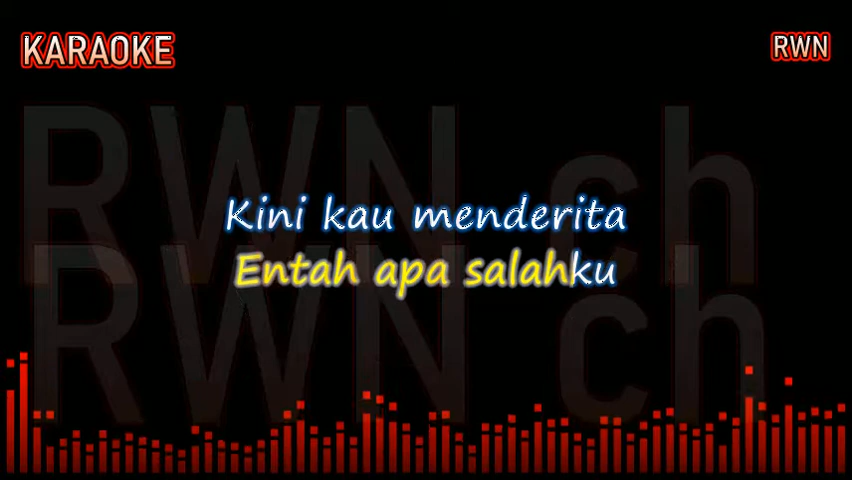 KARAOKE
RWN
RWN ch
Kini kau menderita
Entah apa salahku
RWN ch